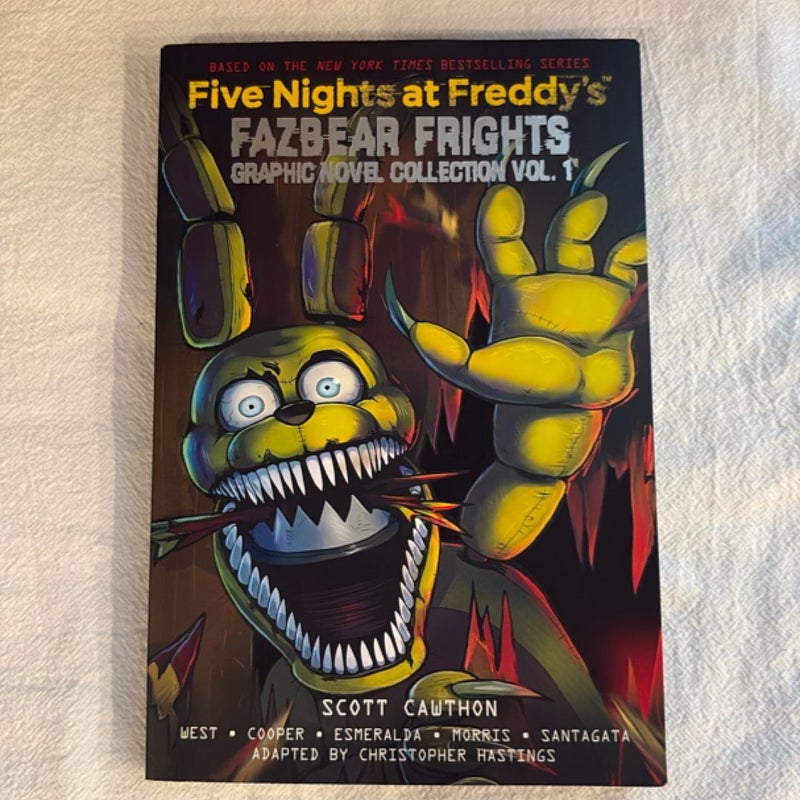 BASED ON THE NEW YORK TIMES BESTSELLING SERIES
Five Nights at Freddy's™
FAZBEAR FRIGHTS
GRAPHIC NOVEL COLLECTION VOL. 1
SCOTT CAWTHON
WEST • COOPER • ESMERALDA • MORRIS • SANTAGATA
ADAPTED BY CHRISTOPHER HASTINGS